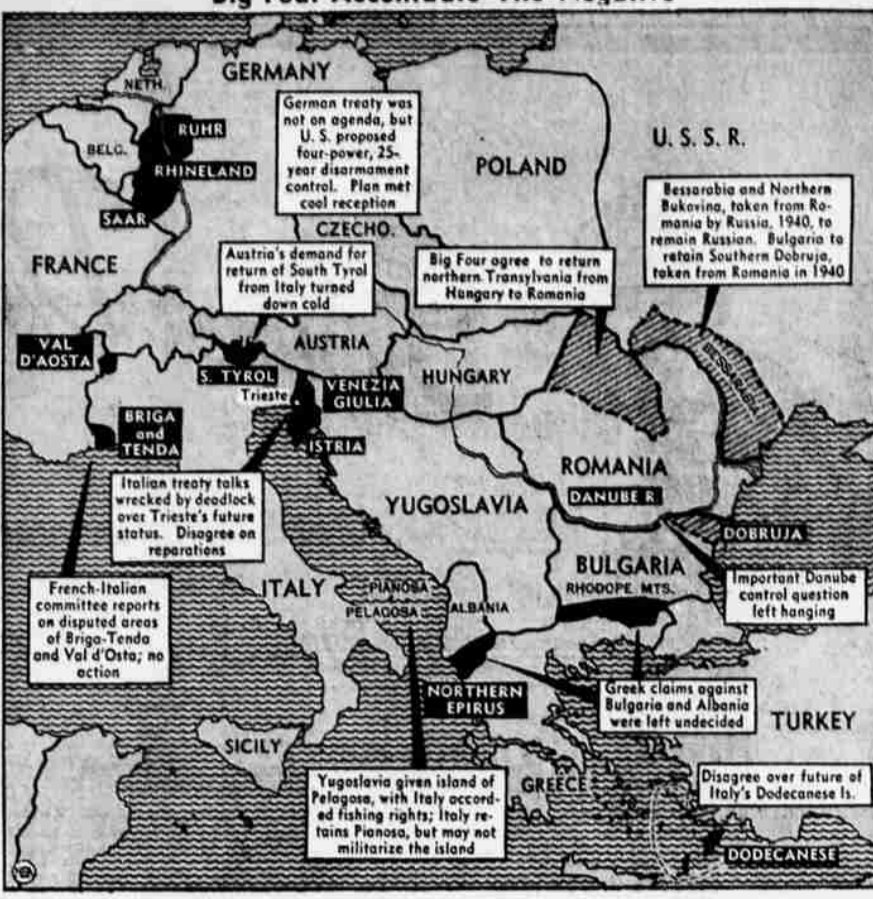 GERMANY
NETH.
BELG.
RUHR
RHINELAND
SAAR
FRANCE
German treaty was
not on agenda, but
U. S. proposed
four-power, 25-
year disarmament
control. Plan met
cool reception
CZECHO.
POLAND
U. S. S. R.
Bessarabia and Northern
Bukovina, taken from Ro-
mania by Russia, 1940, to
remain Russian. Bulgaria to
retain Southern Dobruja,
taken from Romania in 1940
Austria's demand for
return of South Tyrol
from Italy turned
down cold
Big Four agree to return
northern Transylvania from
Hungary to Romania
VAL
D'AOSTA
S. TYROL
AUSTRIA
HUNGARY
BESSARABIA
Trieste
VENEZIA
GIULIA
BRIGA
and
TENDA
ISTRIA
Italian treaty talks
wrecked by deadlock
over Trieste's future
status. Disagree on
reparations
YUGOSLAVIA
ROMANIA
DANUBE R.
DOBRUJA
BULGARIA
RHODOPE MTS.
Important Danube
control question
left hanging
French-Italian
committee reports
on disputed areas
of Briga-Tenda
and Val d'Osta; no
action
ITALY
PIANOSA
PELAGOSA
ALBANIA
NORTHERN
EPIRUS
Greek claims against
Bulgaria and Albania
were left undecided
TURKEY
SICILY
GREECE
Yugoslavia given island of
Pelagosa, with Italy accord-
ed fishing rights; Italy re-
tains Pianosa, but may not
militarize the island
Disagree over future of
Italy's Dodecanese Is.
DODECANESE